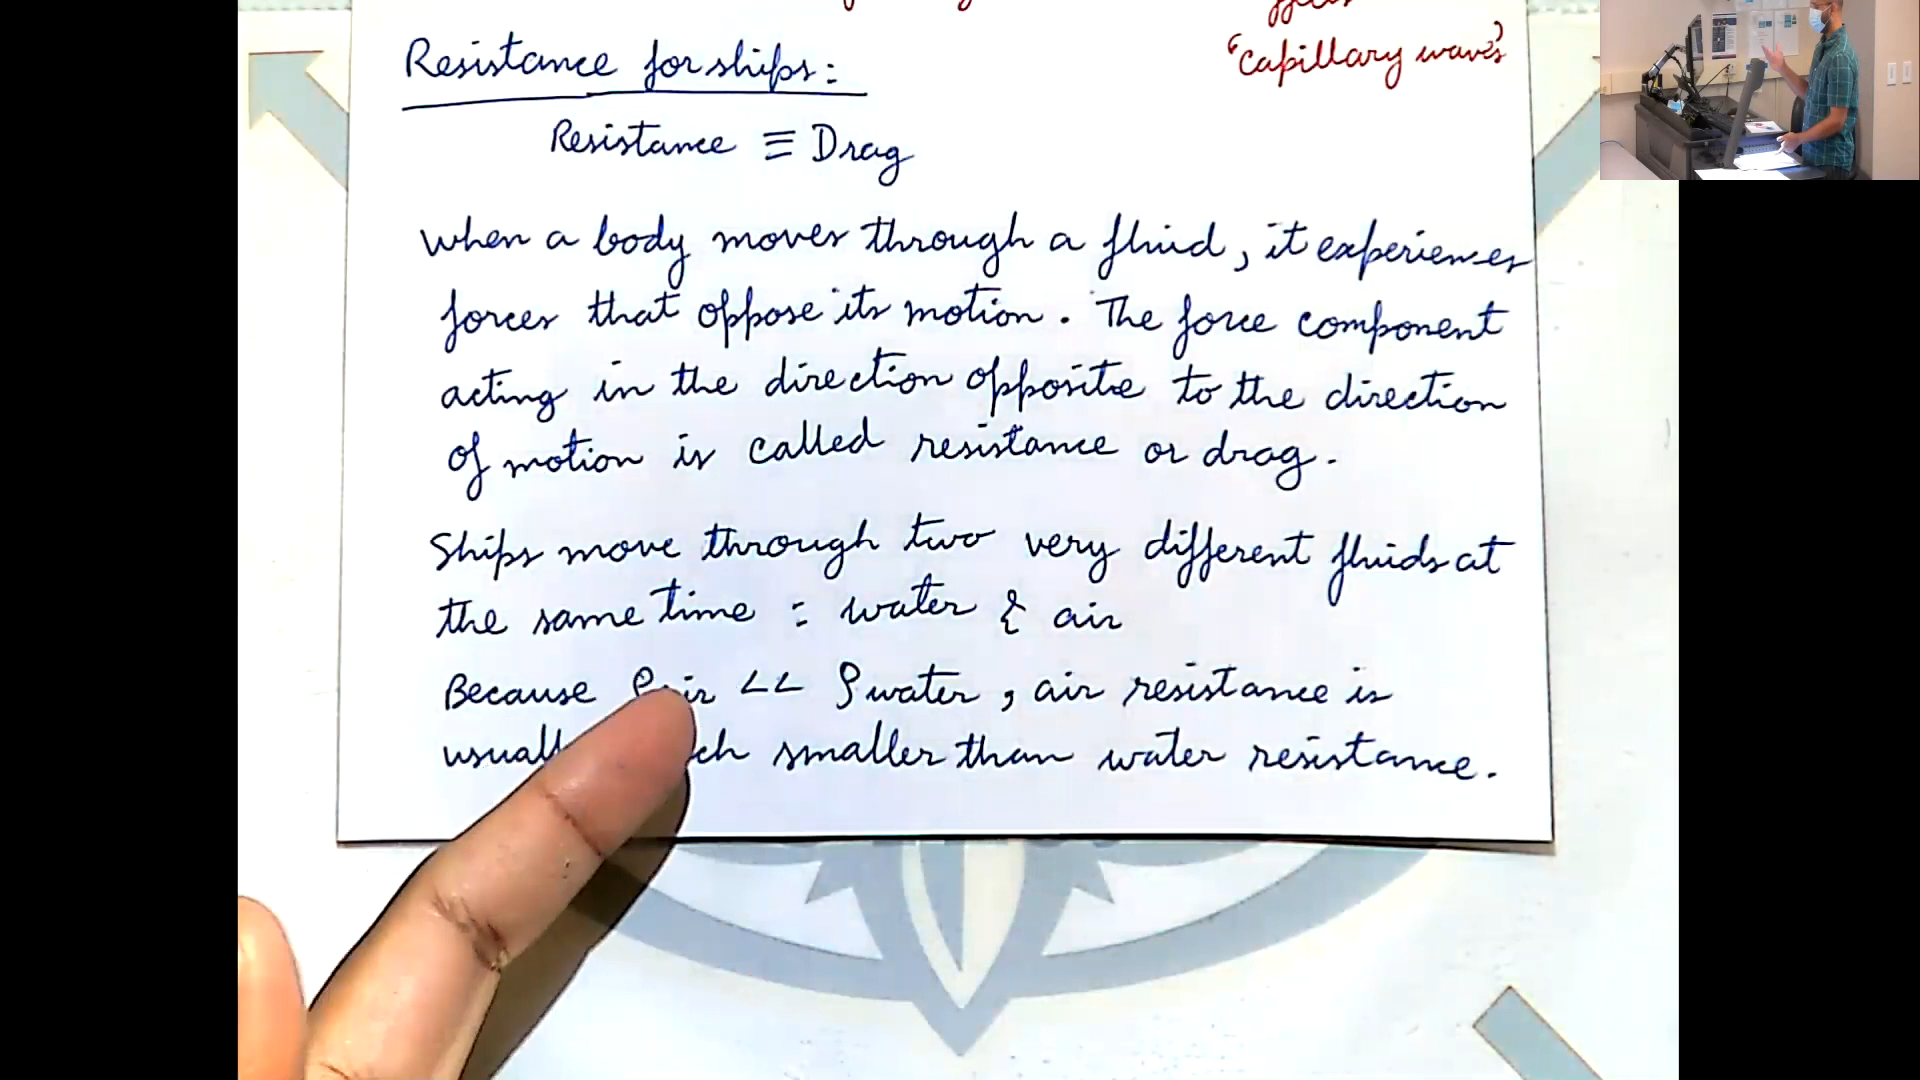 'Capillary waves'
Resistance for ships:
Resistance ≡ Drag
When a body moves through a fluid, it experiences
forces that oppose its motion. The force component
acting in the direction opposite to the direction
of motion is called resistance or drag.
Ships move through two very different fluids at
the same time: water & air
Because ρair << ρwater, air resistance is
smaller than water resistance.